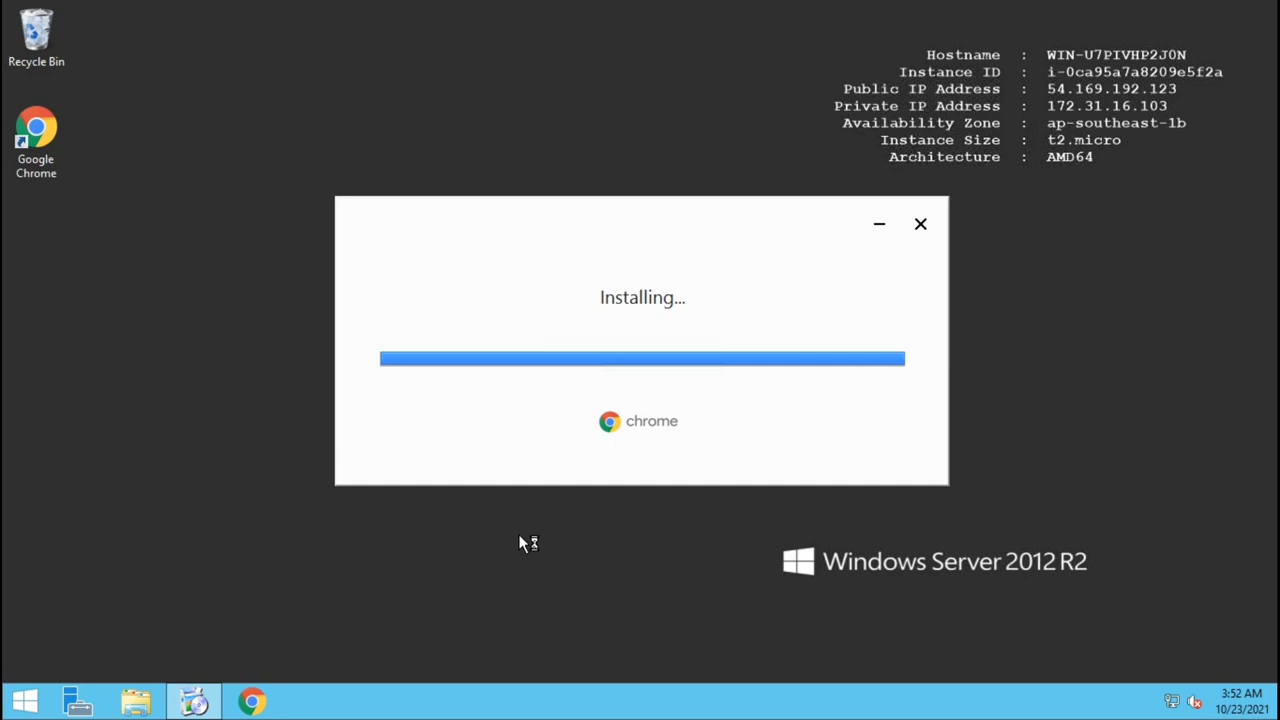 Recycle Bin
Google
Chrome
Hostname : WIN-U7PIVHP2J0N
Instance ID : i-0ca95a7a8209e5f2a
Public IP Address : 54.169.192.123
Private IP Address : 172.31.16.103
Availability Zone : ap-southeast-1b
Instance Size : t2.micro
Architecture : AMD64
Installing...
chrome
Windows Server 2012 R2
3:52 AM
10/23/2021